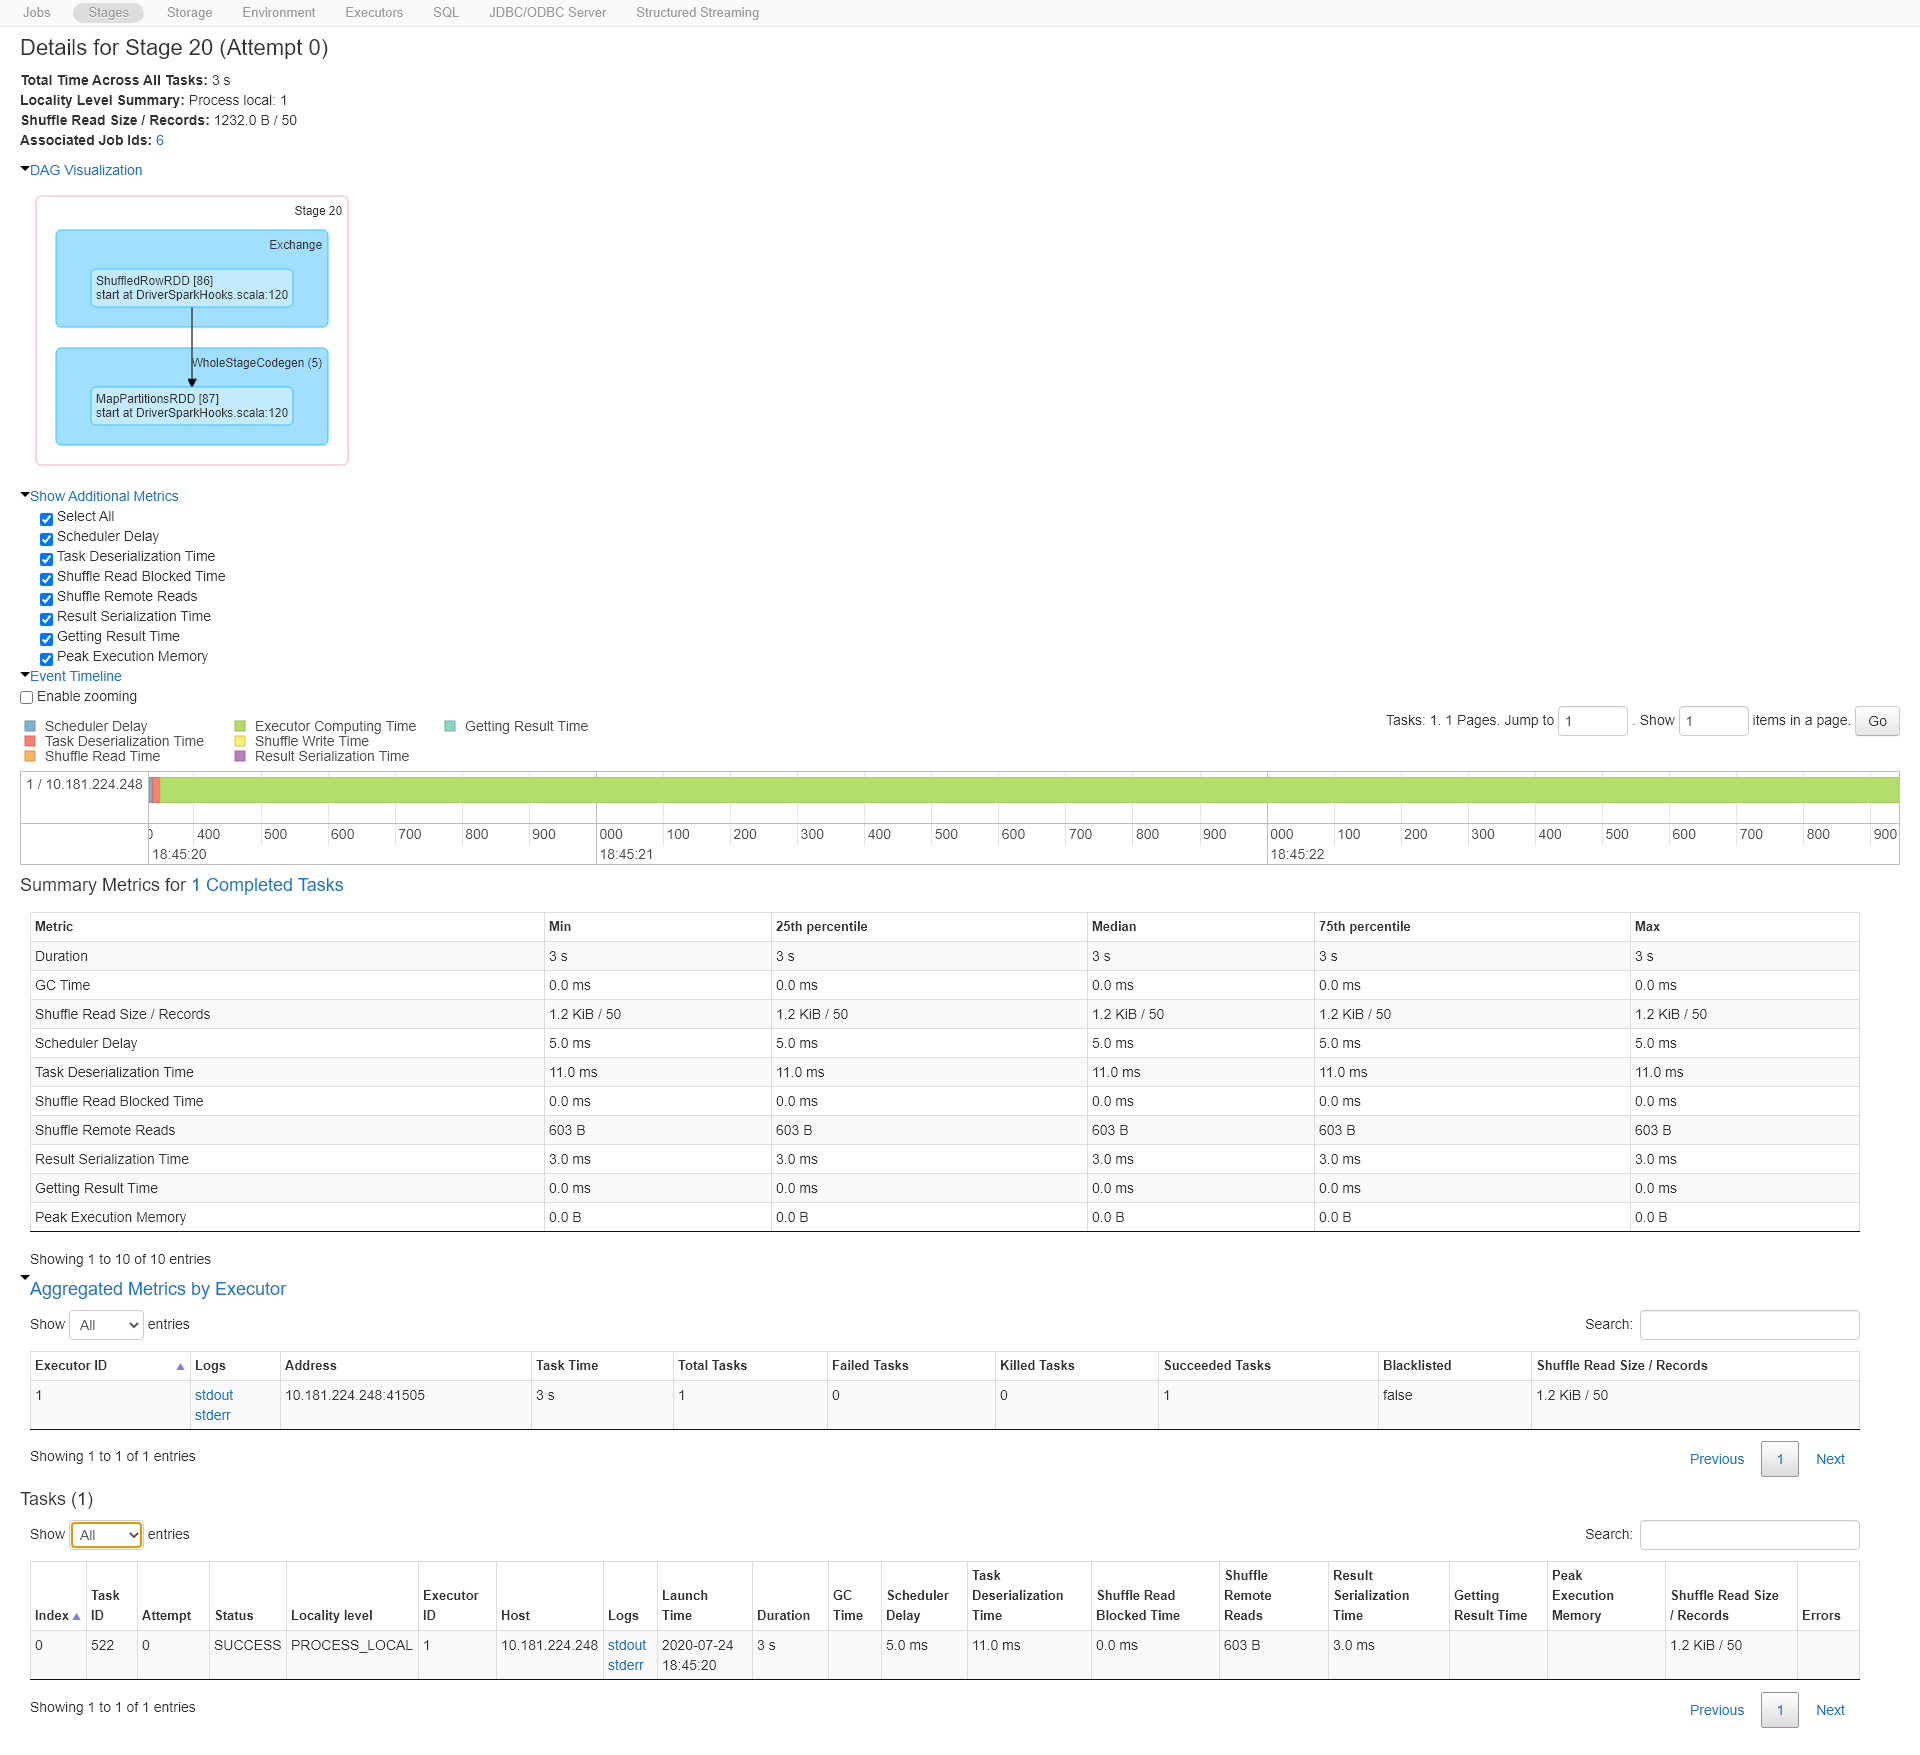 Jobs Stages Storage Environment Executors SQL JDBC/ODBC Server Structured Streaming
Details for Stage 20 (Attempt 0)
Total Time Across All Tasks: 3 s
Locality Level Summary: Process local: 1
Shuffle Read Size / Records: 1232.0 B / 50
Associated Job Ids: 6
DAG Visualization
Stage 20
Exchange
ShuffledRowRDD [86]
start at DriverSparkHooks.scala:120
WholeStageCodegen (5)
MapPartitionsRDD [87]
start at DriverSparkHooks.scala:120
Show Additional Metrics
Select All
Scheduler Delay
Task Deserialization Time
Shuffle Read Blocked Time
Shuffle Remote Reads
Result Serialization Time
Getting Result Time
Peak Execution Memory
Event Timeline
Enable zooming
Scheduler Delay Executor Computing Time Getting Result Time
Task Deserialization Time Shuffle Write Time
Shuffle Read Time Result Serialization Time
Tasks: 1. 1 Pages. Jump to 1 . Show 1 items in a page. Go
1 / 10.181.224.248
400 500 600 700 800 900 000 100 200 300 400 500 600 700 800 900 000 100 200 300 400 500 600 700 800 900
18:45:20 18:45:21 18:45:22
Summary Metrics for 1 Completed Tasks
Metric Min 25th percentile Median 75th percentile Max
Duration 3 s 3 s 3 s 3 s 3 s
GC Time 0.0 ms 0.0 ms 0.0 ms 0.0 ms 0.0 ms
Shuffle Read Size / Records 1.2 KiB / 50 1.2 KiB / 50 1.2 KiB / 50 1.2 KiB / 50 1.2 KiB / 50
Scheduler Delay 5.0 ms 5.0 ms 5.0 ms 5.0 ms 5.0 ms
Task Deserialization Time 11.0 ms 11.0 ms 11.0 ms 11.0 ms 11.0 ms
Shuffle Read Blocked Time 0.0 ms 0.0 ms 0.0 ms 0.0 ms 0.0 ms
Shuffle Remote Reads 603 B 603 B 603 B 603 B 603 B
Result Serialization Time 3.0 ms 3.0 ms 3.0 ms 3.0 ms 3.0 ms
Getting Result Time 0.0 ms 0.0 ms 0.0 ms 0.0 ms 0.0 ms
Peak Execution Memory 0.0 B 0.0 B 0.0 B 0.0 B 0.0 B
Showing 1 to 10 of 10 entries
Aggregated Metrics by Executor
Show All entries Search:
Executor ID Logs Address Task Time Total Tasks Failed Tasks Killed Tasks Succeeded Tasks Blacklisted Shuffle Read Size / Records
1 stdout 10.181.224.248:41505 3 s 1 0 0 1 false 1.2 KiB / 50
stderr
Showing 1 to 1 of 1 entries
Previous 1 Next
Tasks (1)
Show All entries Search:
Task Shuffle Result Peak
Task Executor Launch GC Scheduler Deserialization Shuffle Read Remote Serialization Getting Execution Shuffle Read Size
Index ID Attempt Status Locality level ID Host Logs Time Duration Time Delay Time Blocked Time Reads Time Result Time Memory / Records Errors
0 522 0 SUCCESS PROCESS_LOCAL 1 10.181.224.248 stdout 2020-07-24 3 s 5.0 ms 11.0 ms 0.0 ms 603 B 3.0 ms 1.2 KiB / 50
stderr 18:45:20
Showing 1 to 1 of 1 entries
Previous 1 Next